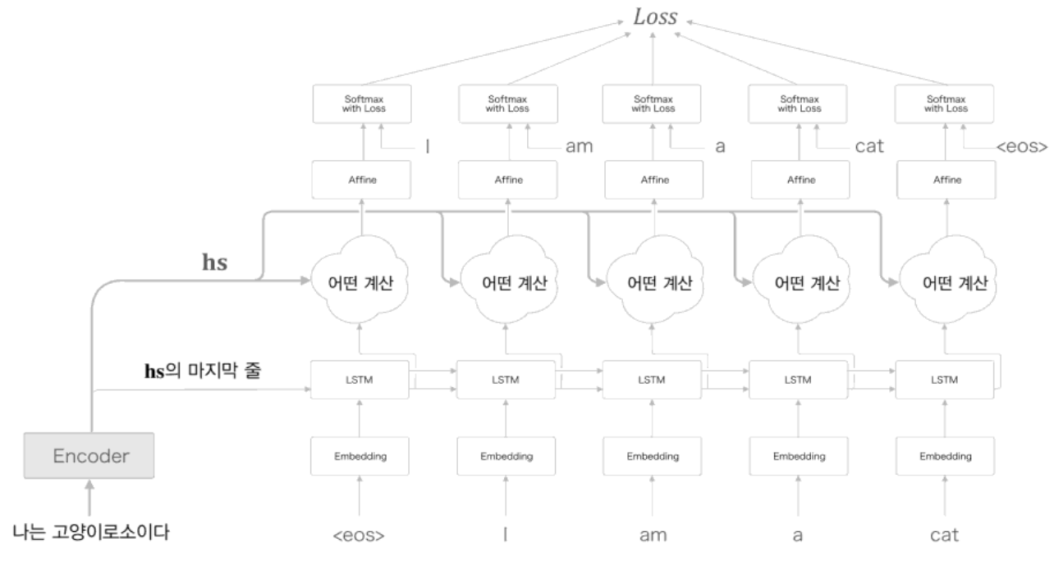 Loss
Softmax
with Loss
Softmax
with Loss
Softmax
with Loss
Softmax
with Loss
Softmax
with Loss
I
am
a
cat
<eos>
Affine
Affine
Affine
Affine
Affine
hs
어떤 계산
어떤 계산
어떤 계산
어떤 계산
어떤 계산
hs의 마지막 줄
LSTM
LSTM
LSTM
LSTM
LSTM
Encoder
Embedding
Embedding
Embedding
Embedding
Embedding
나는 고양이로소이다
<eos>
I
am
a
cat